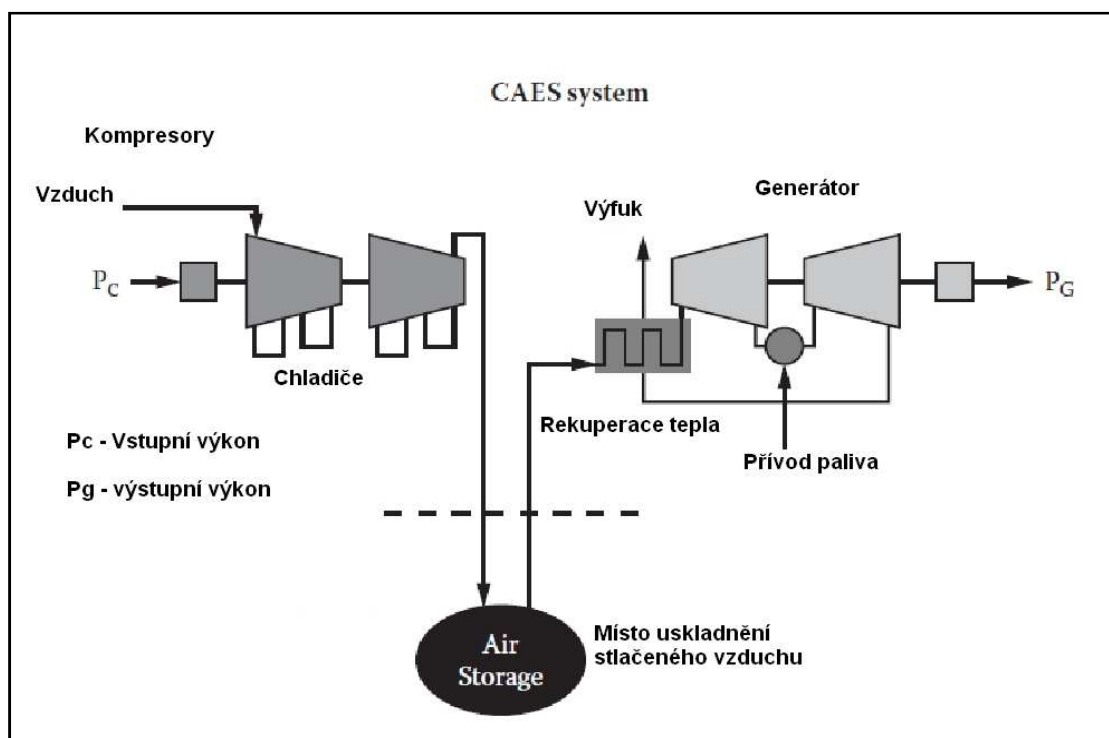 CAES system
Kompresory
Vzduch
Generátor
Výfuk
P_C
P_G
Chladiče
Rekuperace tepla
Přívod paliva
Pc - Vstupní výkon
Pg - výstupní výkon
Air
Storage
Místo uskladnění
stlačeného vzduchu